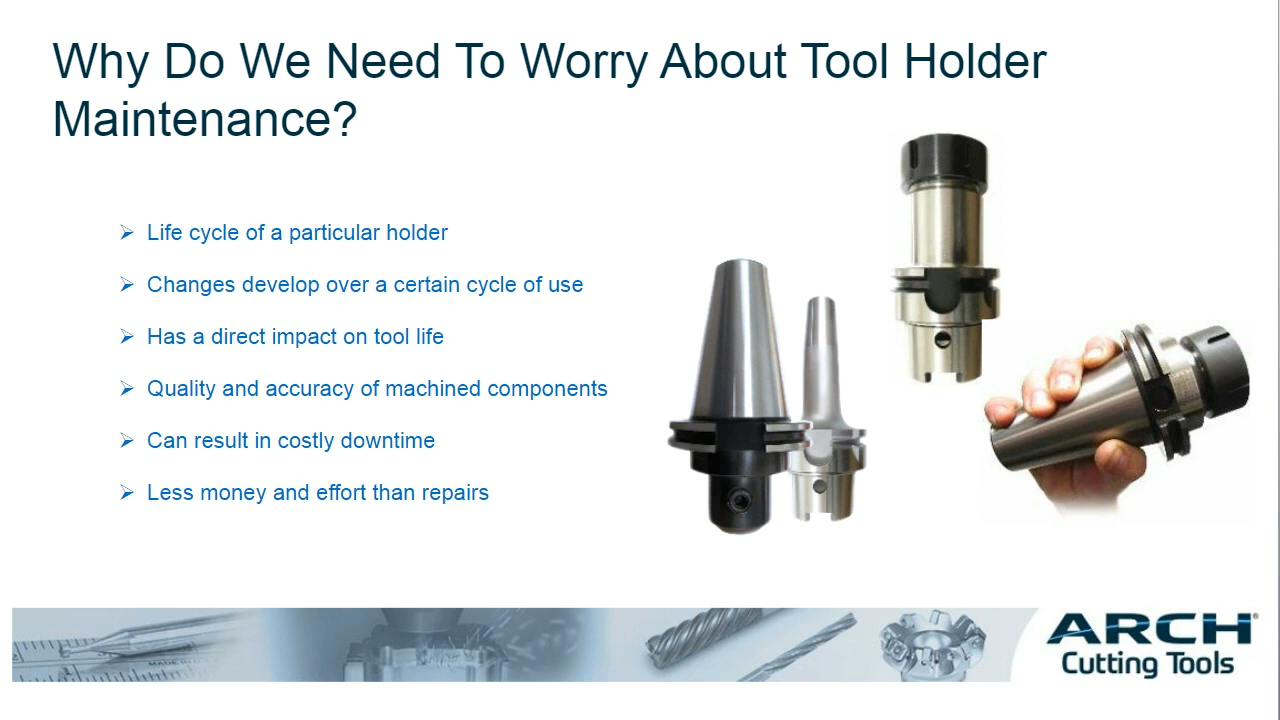 Why Do We Need To Worry About Tool Holder
Maintenance?
➢ Life cycle of a particular holder
➢ Changes develop over a certain cycle of use
➢ Has a direct impact on tool life
➢ Quality and accuracy of machined components
➢ Can result in costly downtime
➢ Less money and effort than repairs
ARCH
Cutting Tools